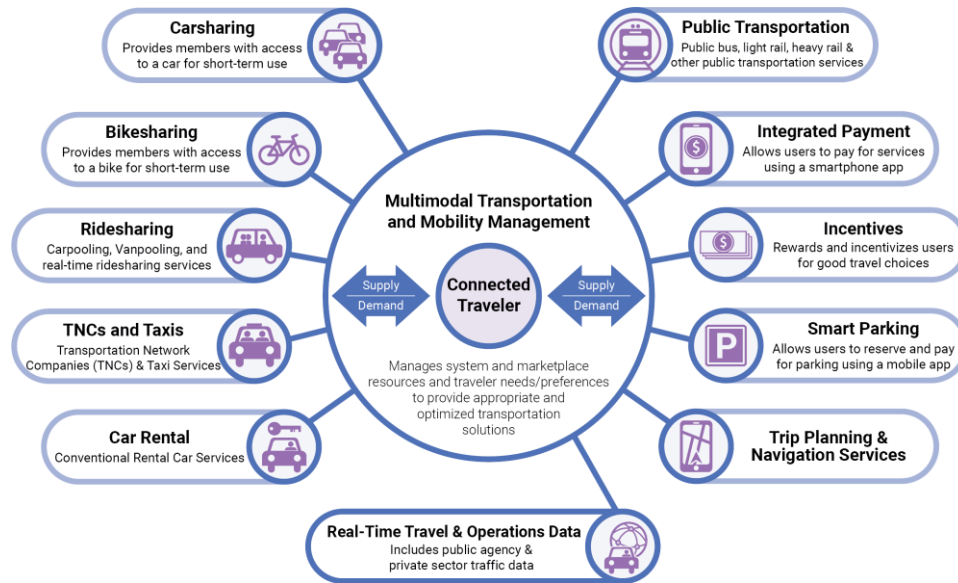 Carsharing
Provides members with access
to a car for short-term use
Public Transportation
Public bus, light rail, heavy rail &
other public transportation services
Bikesharing
Provides members with access
to a bike for short-term use
Integrated Payment
Allows users to pay for services
using a smartphone app
Multimodal Transportation
and Mobility Management
Ridesharing
Carpooling, Vanpooling, and
real-time ridesharing services
Incentives
Rewards and incentivizes users
for good travel choices
Supply
Demand
Connected
Traveler
Supply
Demand
TNCs and Taxis
Transportation Network
Companies (TNCs) & Taxi Services
Smart Parking
Allows users to reserve and pay
for parking using a mobile app
P
$
$
Manages system and marketplace
resources and traveler needs/preferences
to provide appropriate and
optimized transportation
solutions
Car Rental
Conventional Rental Car Services
Trip Planning &
Navigation Services
Real-Time Travel & Operations Data
Includes public agency &
private sector traffic data